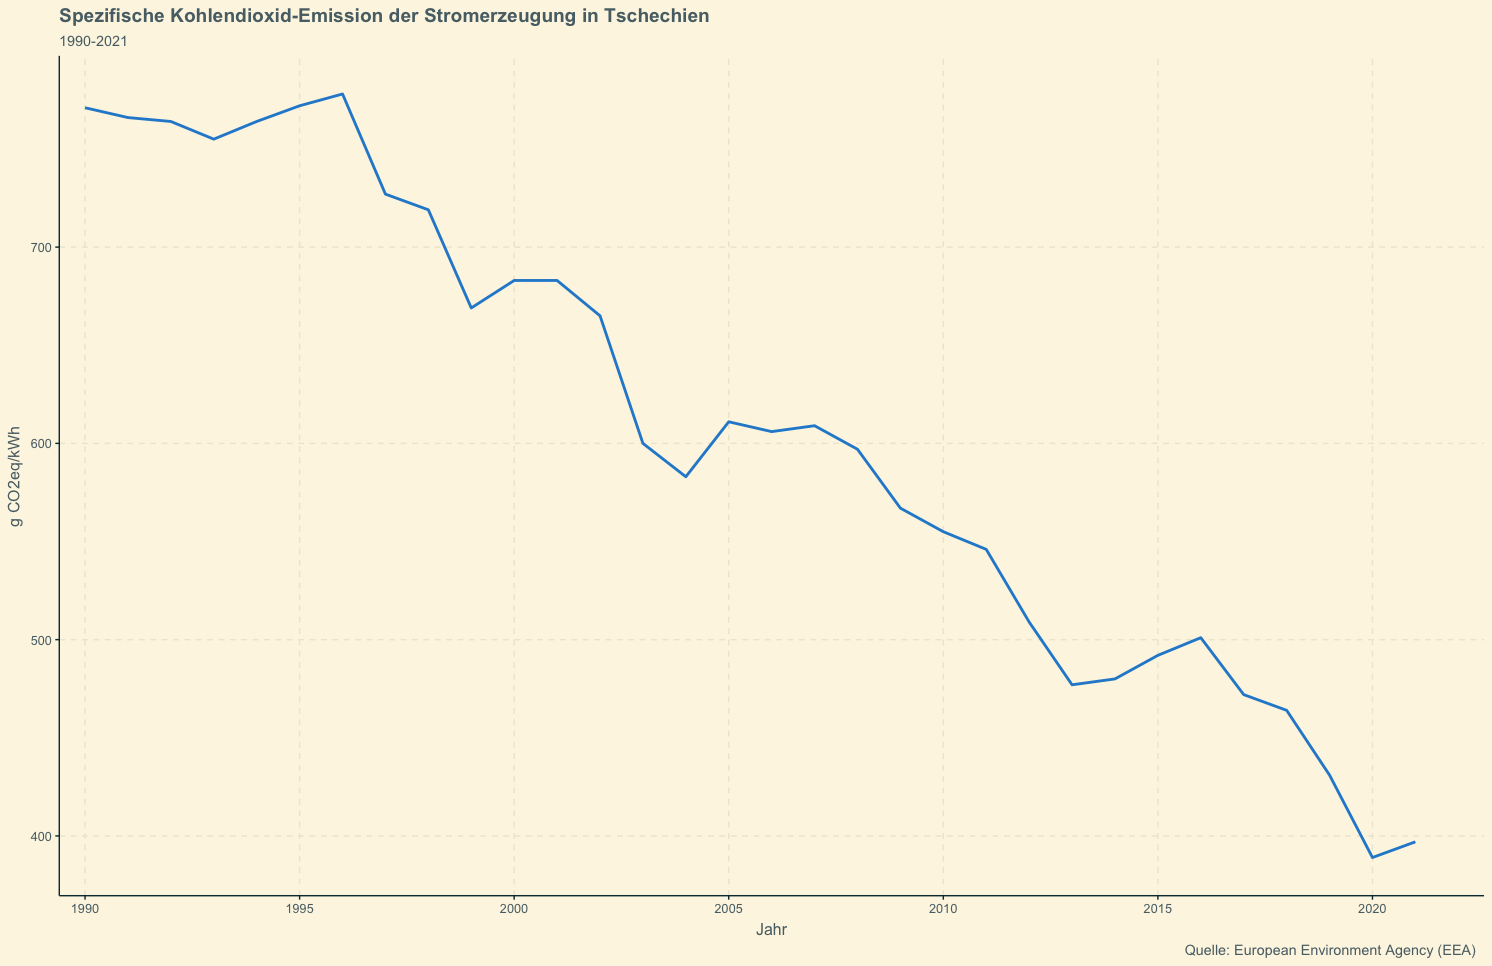 Spezifische Kohlendioxid-Emission der Stromerzeugung in Tschechien
1990-2021
g CO2eq/kWh
700
600
500
400
1990 1995 2000 2005 2010 2015 2020
Jahr
Quelle: European Environment Agency (EEA)